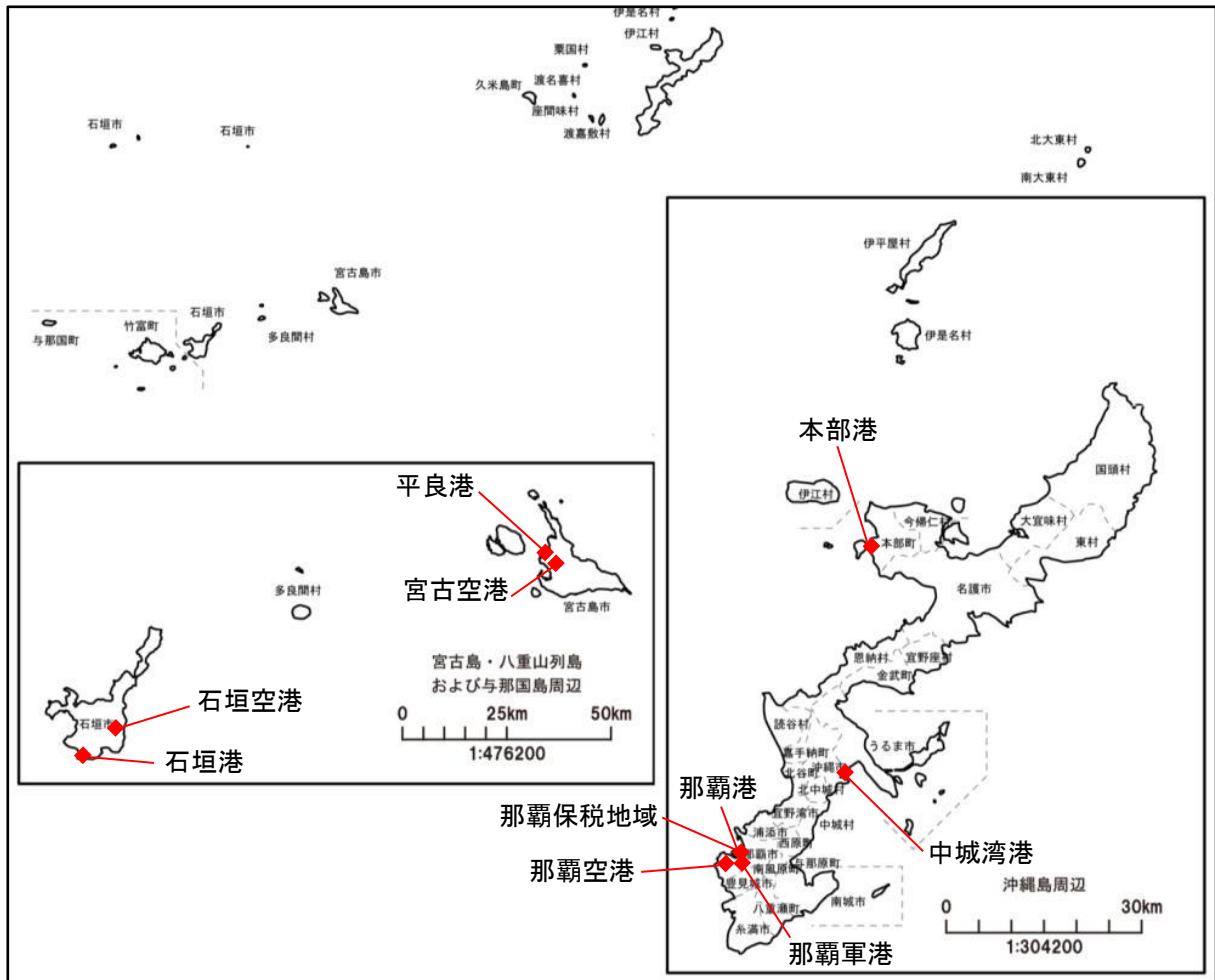 伊是名村
伊江村
粟国村
久米島町
渡名喜村
座間味村
渡嘉敷村
石垣市
石垣市
北大東村
南大東村
宮古島市
石垣市
多良間村
竹富町
与那国町
平良港
宮古空港
宮古島市
多良間村
石垣市
石垣空港
石垣港
宮古島・八重山列島
および与那国島周辺
0
25km
50km
1:476200
伊平屋村
伊是名村
本部港
伊江村
今帰仁村
本部町
国頭村
大宜味村
東村
名護市
恩納村
宜野座村
金武町
読谷村
うるま市
嘉手納町
沖縄市
北谷町
北中城村
那覇港
宜野湾市
中城村
那覇保税地域
浦添市
西原町
中城湾港
那覇空港
那覇市
与那原町
南風原町
豊見城市
南城市
八重瀬町
糸満市
那覇軍港
沖縄島周辺
0
30km
1:304200